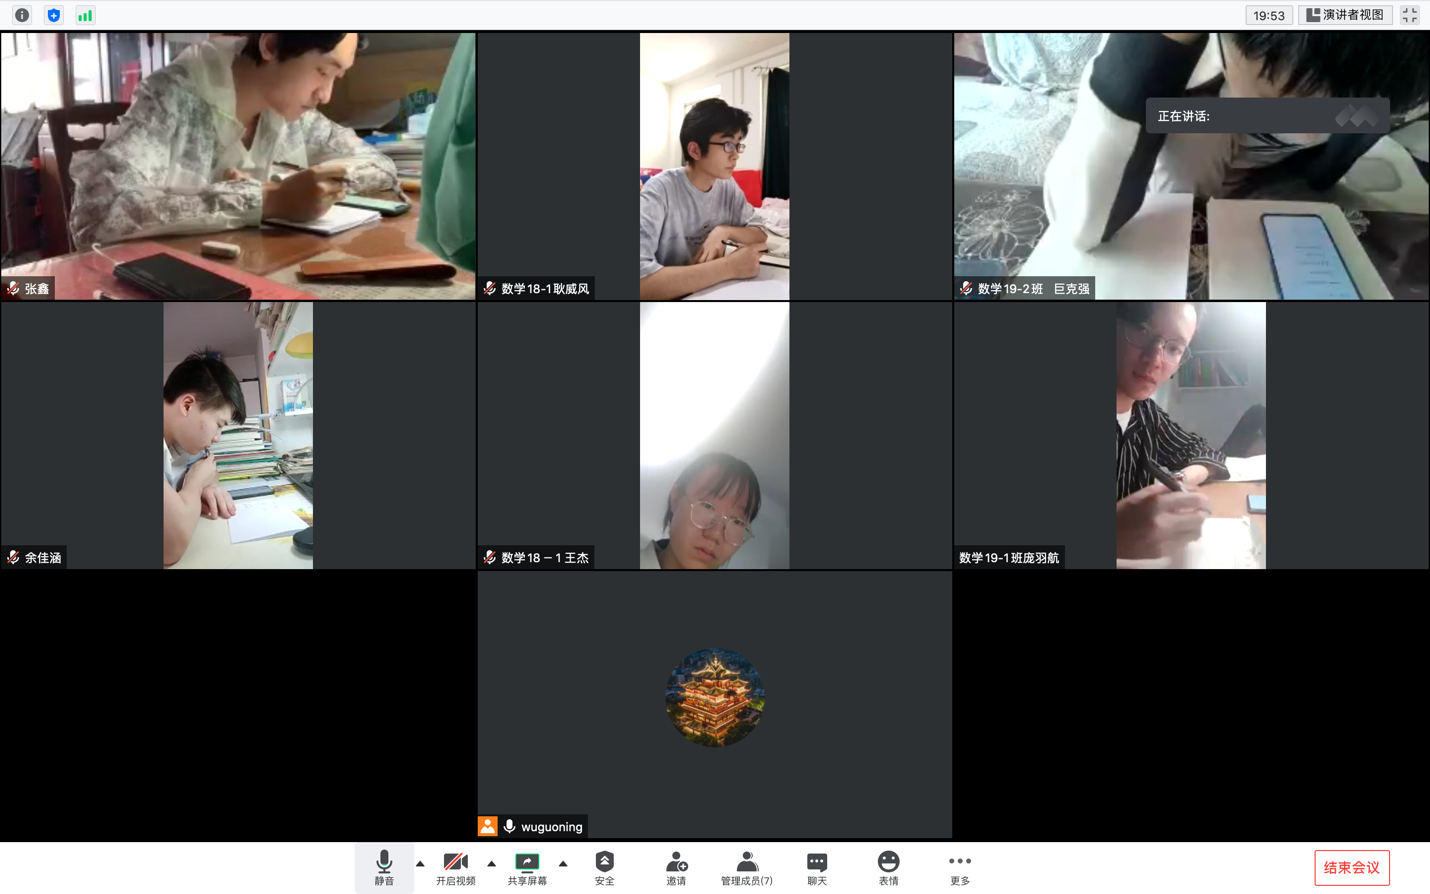 19:53
演讲者视图
正在讲话:
张鑫
数学18-1耿威风
数学19-2班 巨克强
余佳涵
数学18－1王杰
数学19-1班庞羽航
wuguoning
静音
开启视频
共享屏幕
安全
邀请
管理成员(7)
聊天
表情
更多
结束会议